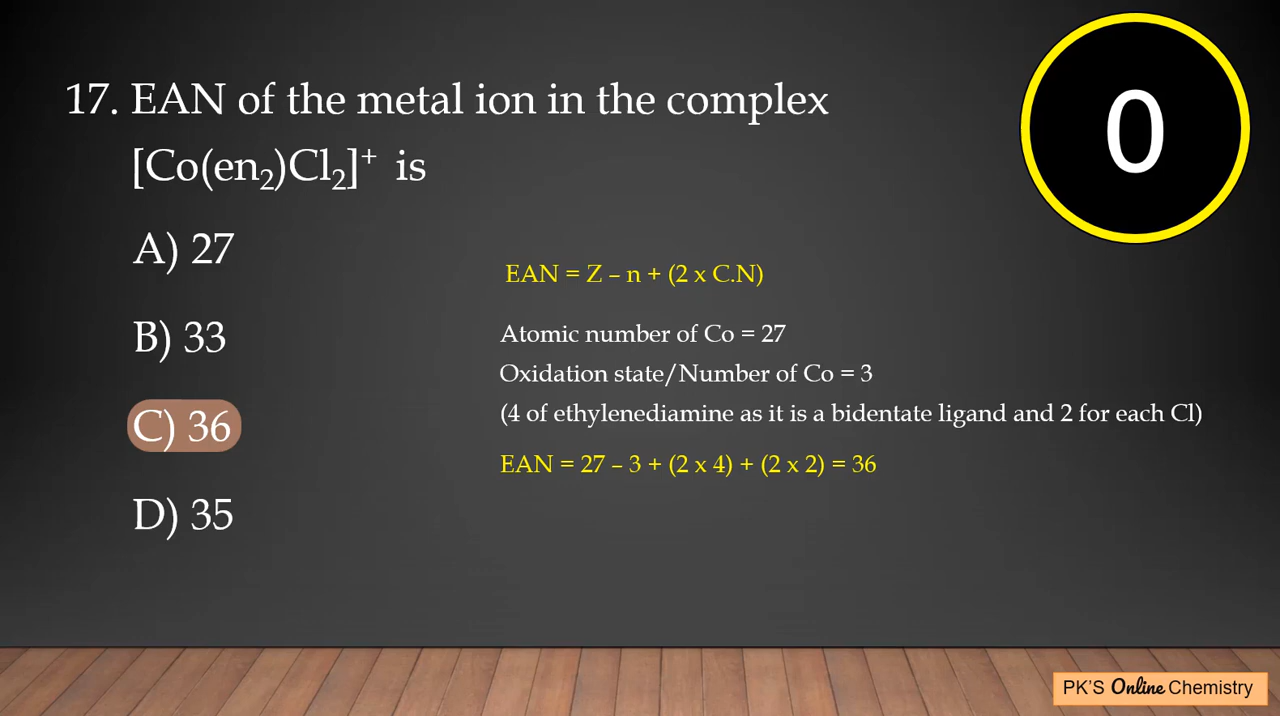 17. EAN of the metal ion in the complex
[Co(en₂)Cl₂]⁺ is
A) 27
B) 33
C) 36
D) 35
EAN = Z – n + (2 x C.N)
Atomic number of Co = 27
Oxidation state/Number of Co = 3
(4 of ethylenediamine as it is a bidentate ligand and 2 for each Cl)
EAN = 27 – 3 + (2 x 4) + (2 x 2) = 36
0
PK'S Online Chemistry